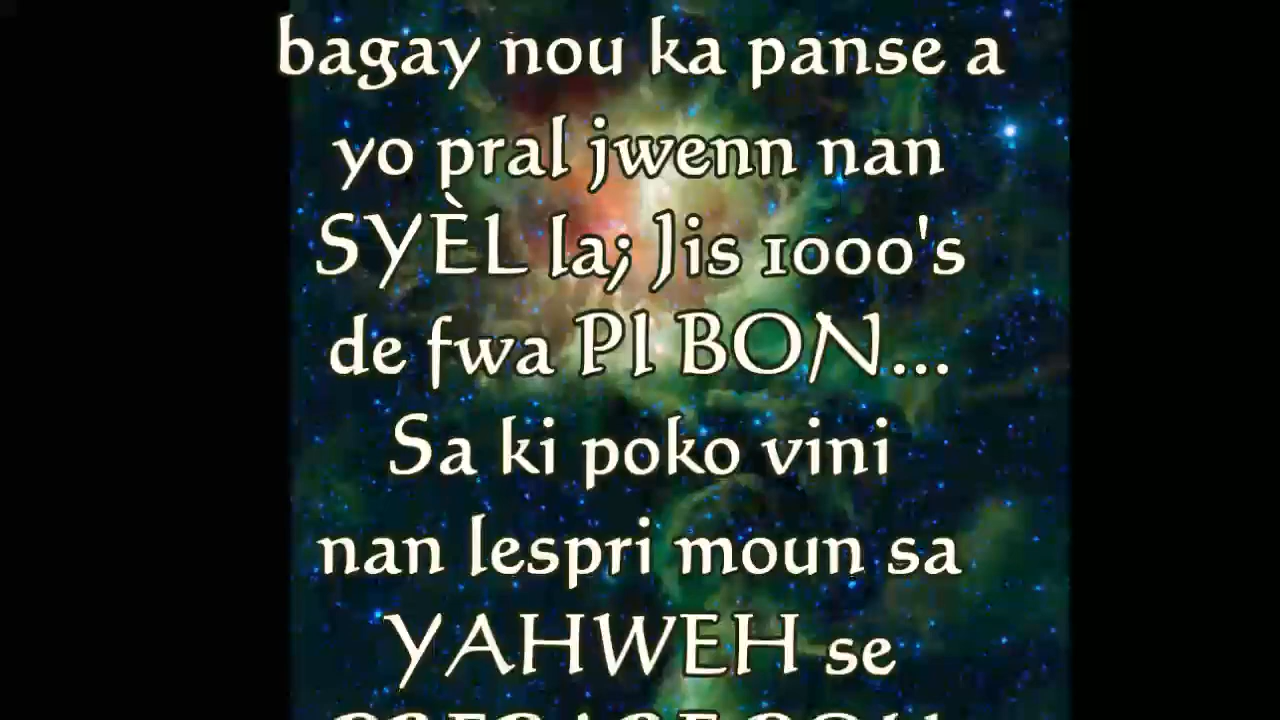 bagay nou ka panse a
yo pral jwenn nan
SYÈL la; Jis 1000's
de fwa PI BON...
Sa ki poko vini
nan lespri moun sa
YAHWEH se